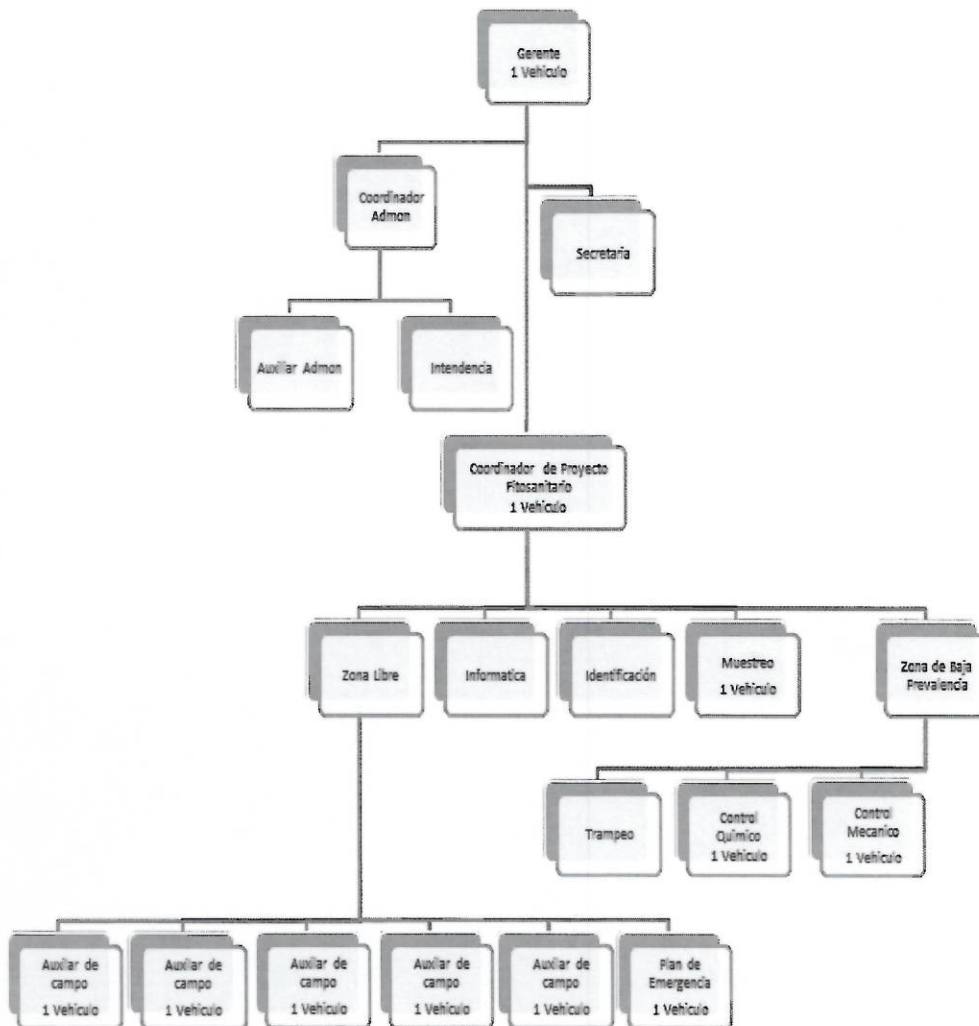 Gerente
1 Vehículo
Coordinador
Admon
Secretaria
Auxiliar Admon
Intendencia
Coordinador de Proyecto
Fitosanitario
1 Vehículo
Zona Libre
Informatica
Identificación
Muestreo
1 Vehículo
Zona de Baja
Prevalencia
Trampeo
Control
Químico
1 Vehículo
Control
Mecanico
1 Vehículo
Auxiliar de
campo
1 Vehículo
Auxiliar de
campo
1 Vehículo
Auxiliar de
campo
1 Vehículo
Auxiliar de
campo
1 Vehículo
Auxiliar de
campo
1 Vehículo
Plan de
Emergencia
1 Vehículo